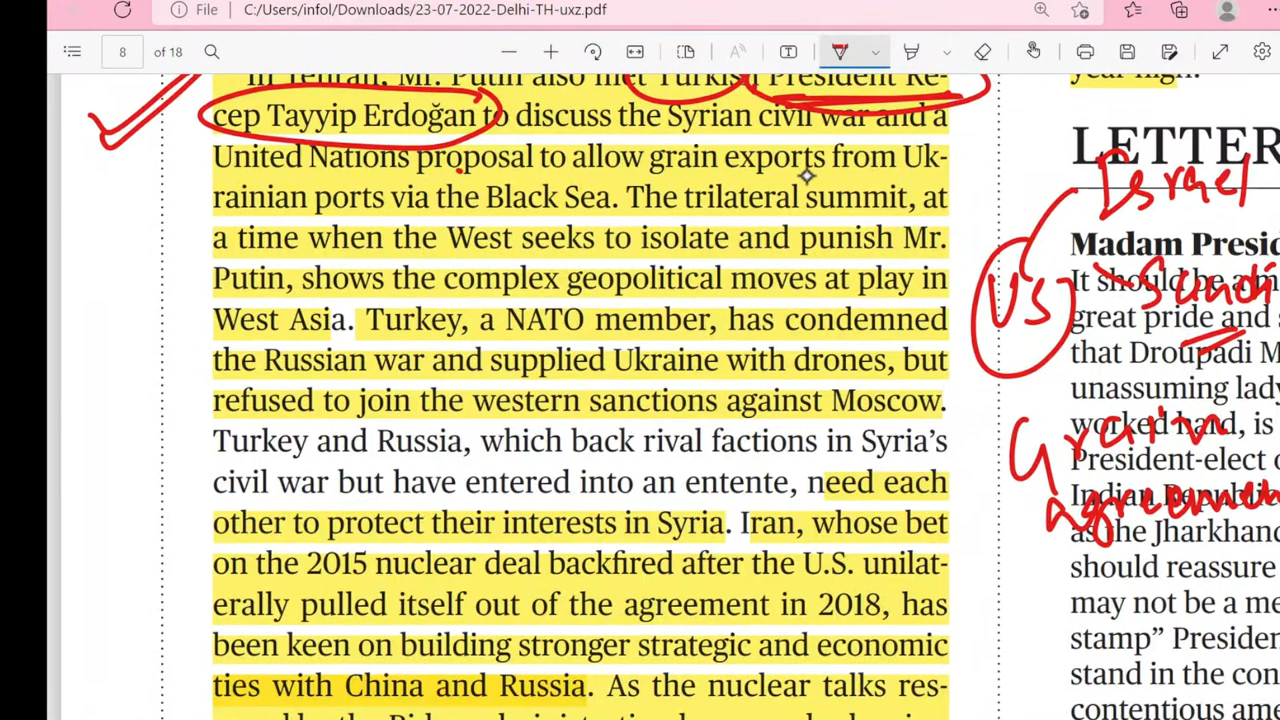 File
C:/Users/infol/Downloads/23-07-2022-Delhi-TH-uxz.pdf
8 of 18
In Tehran, Mr. Putin also met Turkish President Re-
cep Tayyip Erdoğan to discuss the Syrian civil war and a
United Nations proposal to allow grain exports from Uk-
rainian ports via the Black Sea. The trilateral summit, at
a time when the West seeks to isolate and punish Mr.
Putin, shows the complex geopolitical moves at play in
West Asia. Turkey, a NATO member, has condemned
the Russian war and supplied Ukraine with drones, but
refused to join the western sanctions against Moscow.
Turkey and Russia, which back rival factions in Syria’s
civil war but have entered into an entente, need each
other to protect their interests in Syria. Iran, whose bet
on the 2015 nuclear deal backfired after the U.S. unilat-
erally pulled itself out of the agreement in 2018, has
been keen on building stronger strategic and economic
ties with China and Russia. As the nuclear talks res-
year high.
LETTER
Israel
Madam Presid
It should be a m
US
Saudi
great pride and s
that Droupadi M
unassuming lady
worked hard, is
Grain
President-elect o
Indian Republic
agreemen
as the Jharkhand
should reassure
may not be a me
stamp” President
stand in the con
contentious ame